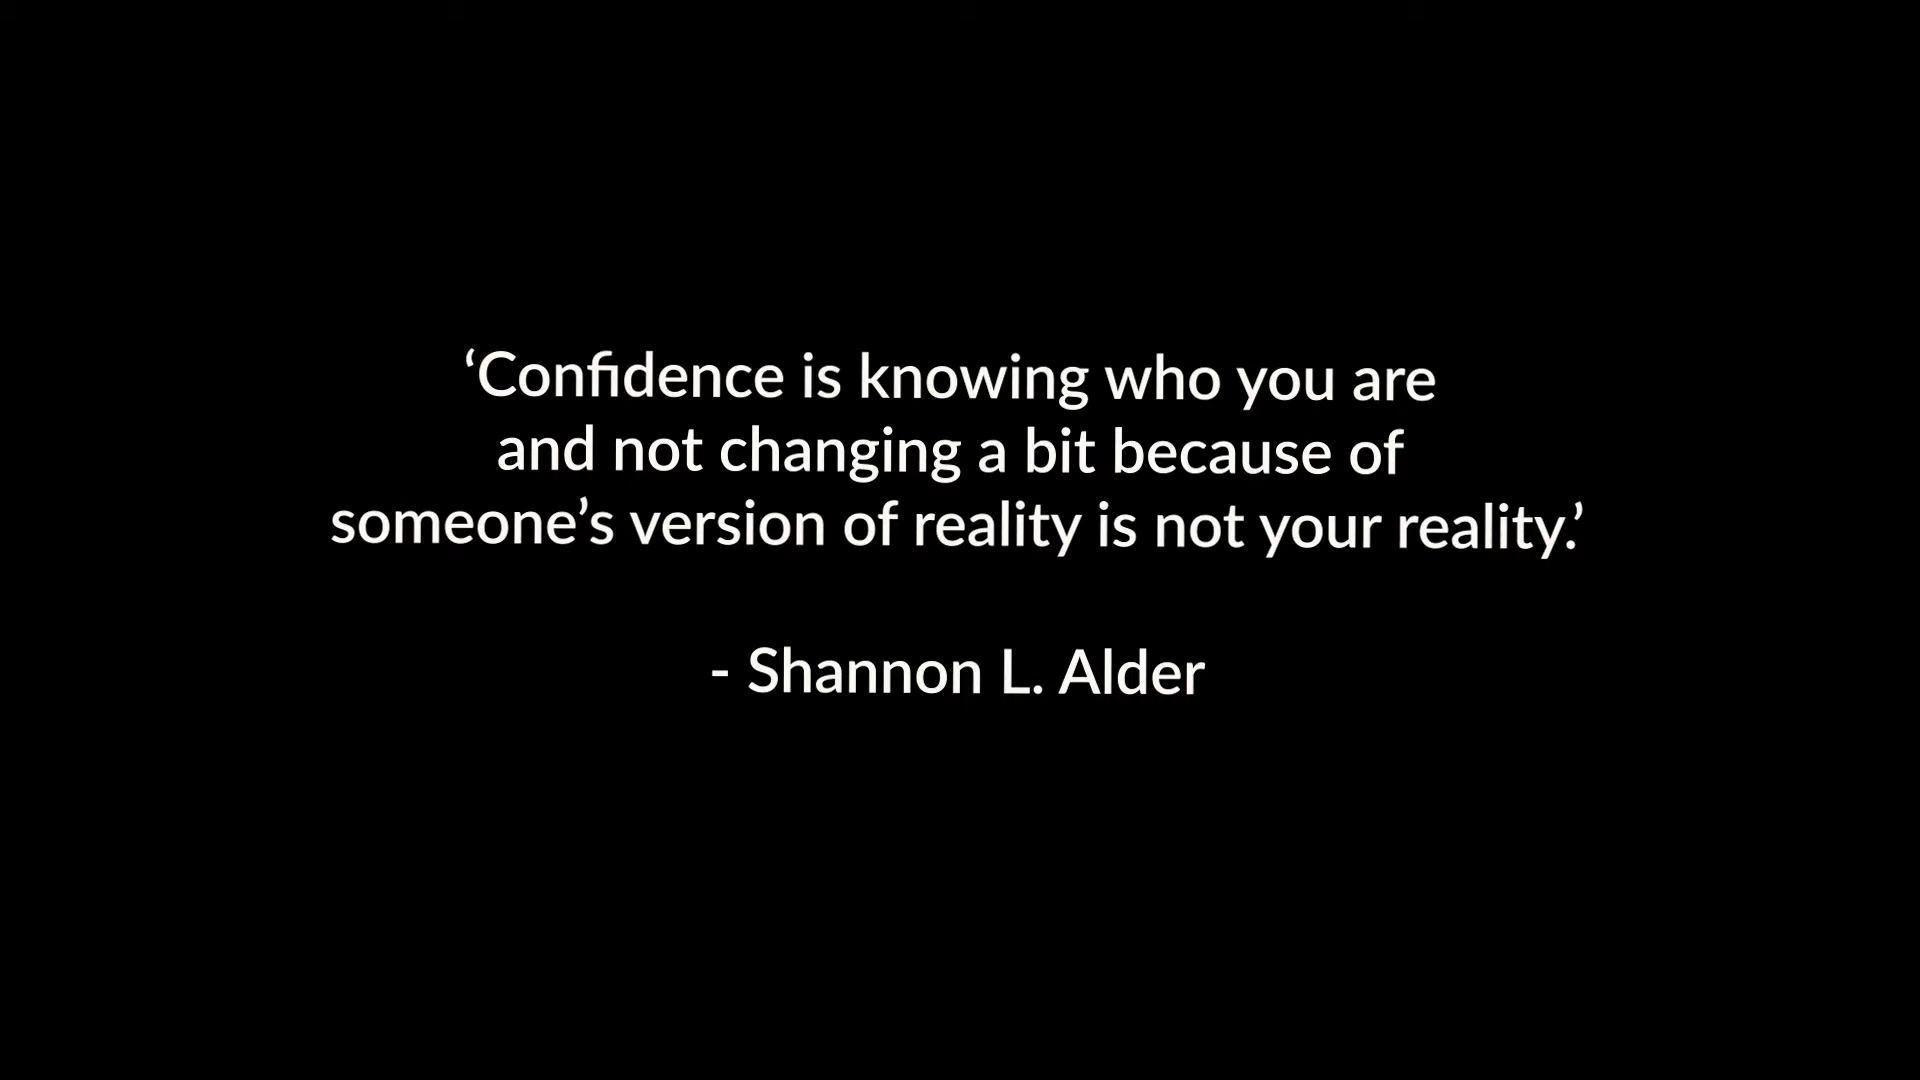 ‘Confidence is knowing who you are
and not changing a bit because of
someone’s version of reality is not your reality.’
- Shannon L. Alder